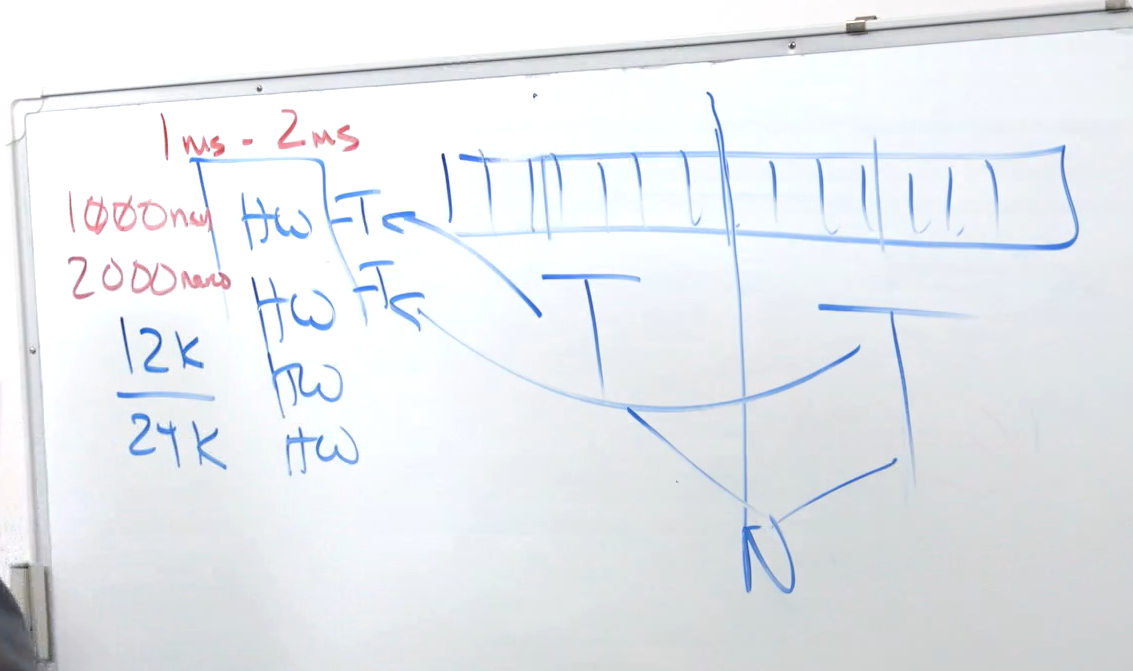 1ms - 2ms
1000nano HW -T
2000nano HW -T
12K HW
24K HW
T T